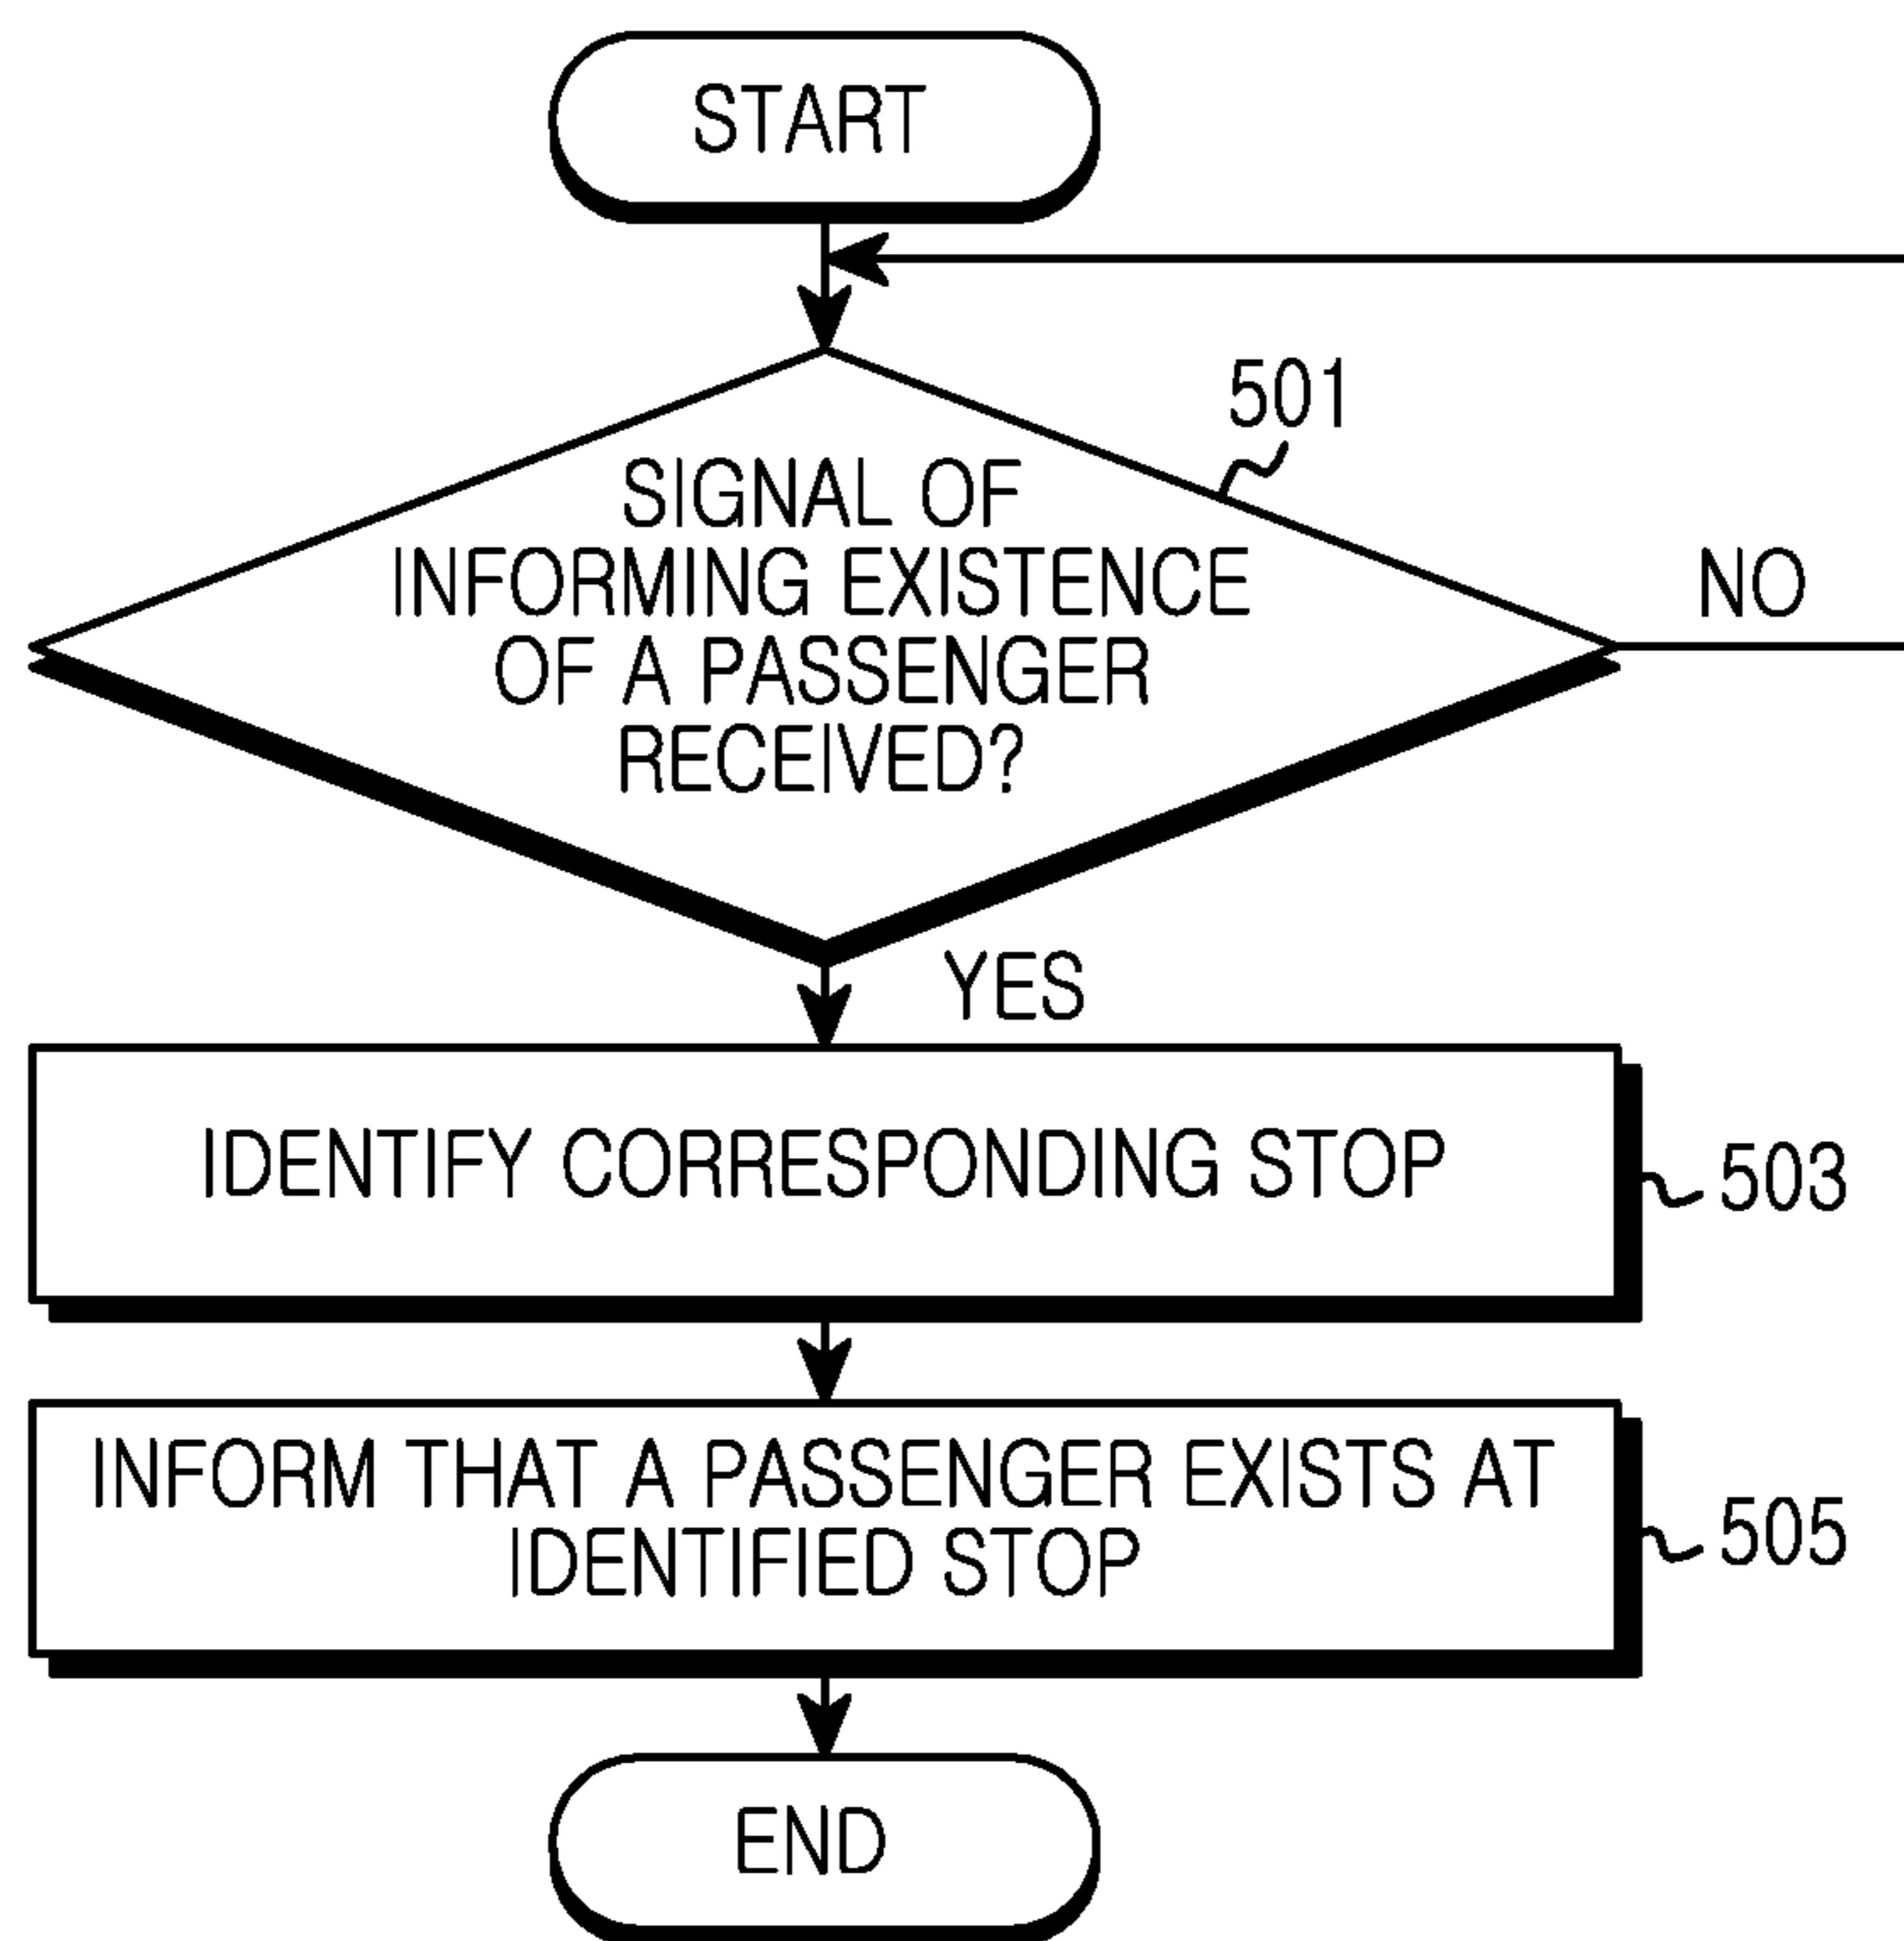 START
501
SIGNAL OF
INFORMING EXISTENCE
OF A PASSENGER
RECEIVED?
NO
YES
IDENTIFY CORRESPONDING STOP
503
INFORM THAT A PASSENGER EXISTS AT
IDENTIFIED STOP
505
END